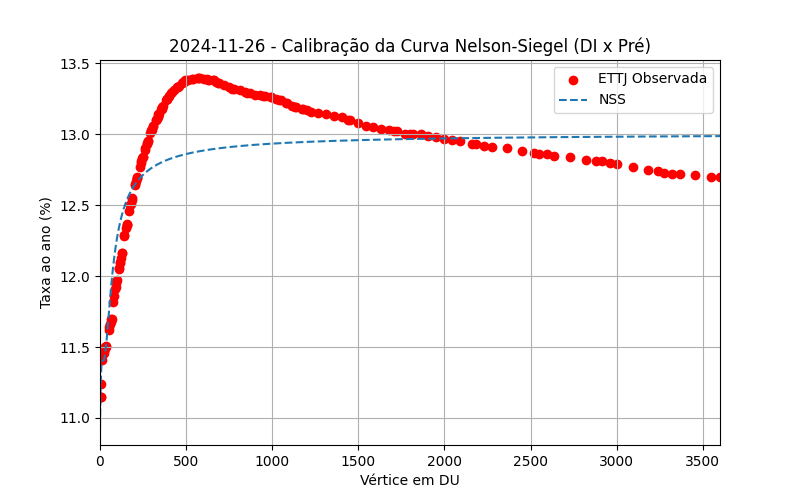 2024-11-26 - Calibração da Curva Nelson-Siegel (DI x Pré)
ETTJ Observada
NSS
Taxa ao ano (%)
13.5
13.0
12.5
12.0
11.5
11.0
0 500 1000 1500 2000 2500 3000 3500
Vértice em DU